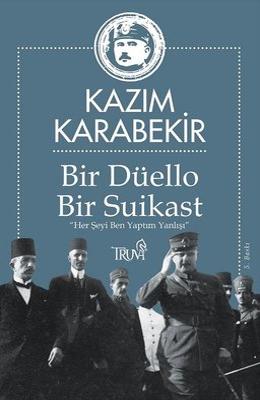 KAZIM
KARABEKİR
Bir Düello
Bir Suikast
"Her Şeyi Ben Yaptım Yanlışı"
TRUVA
5. Baskı